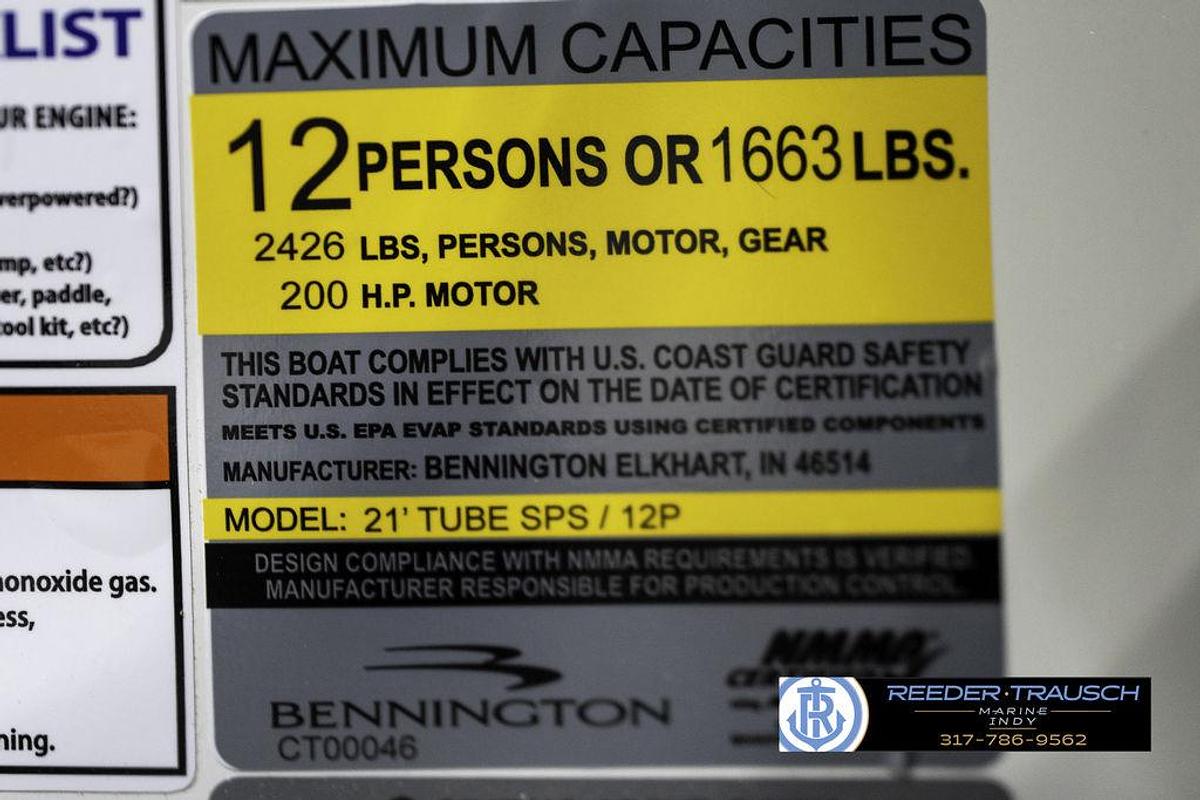 LIST
UR ENGINE:
verpowered?)
mp, etc?)
er, paddle,
tool kit, etc?)
monoxide gas.
ess,
ning.
MAXIMUM CAPACITIES
12 PERSONS OR 1663 LBS.
2426 LBS, PERSONS, MOTOR, GEAR
200 H.P. MOTOR
THIS BOAT COMPLIES WITH U.S. COAST GUARD SAFETY
STANDARDS IN EFFECT ON THE DATE OF CERTIFICATION
MEETS U.S. EPA EVAP STANDARDS USING CERTIFIED COMPONENTS
MANUFACTURER: BENNINGTON ELKHART, IN 46514
MODEL: 21' TUBE SPS / 12P
DESIGN COMPLIANCE WITH NMMA REQUIREMENTS IS VERIFIED.
MANUFACTURER RESPONSIBLE FOR PRODUCTION CONTROL.
BENNINGTON
CT00046
NMMA
REEDER·TRAUSCH
MARINE
INDY
317-786-9562